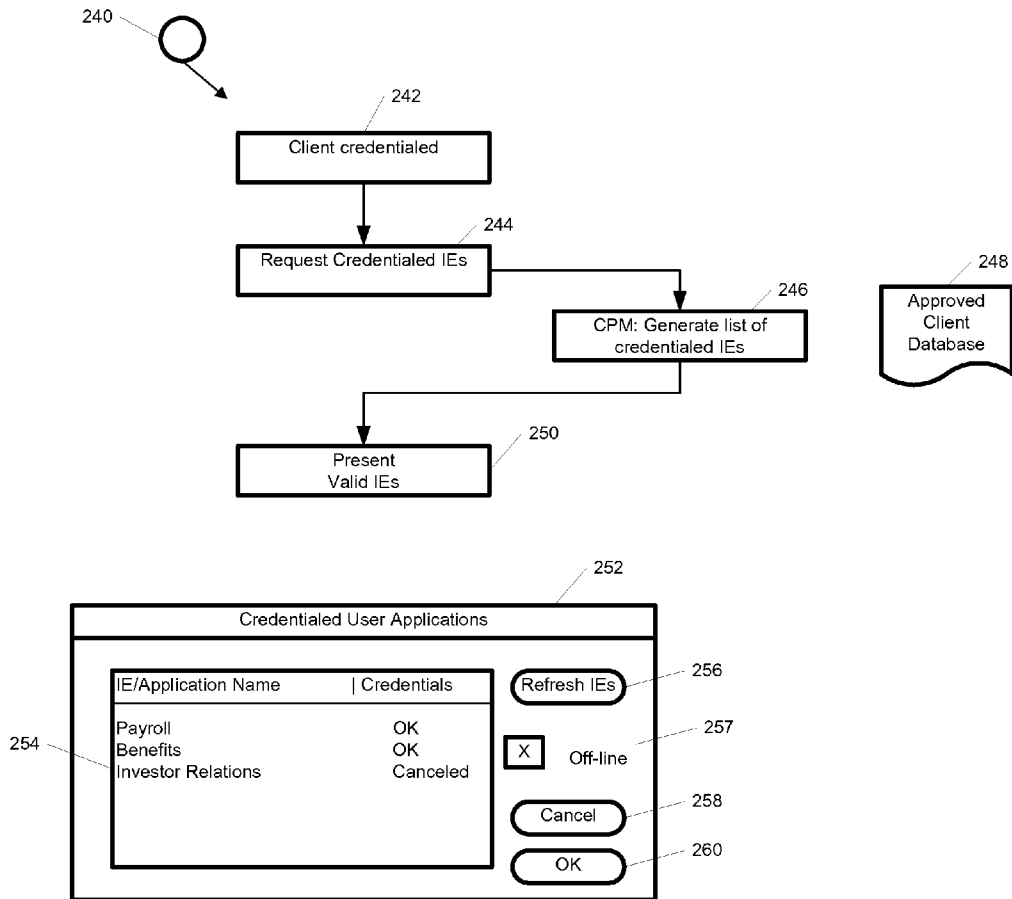 240
242
Client credentialed
244
Request Credentialed IEs
246
CPM: Generate list of
credentialed IEs
248
Approved
Client
Database
250
Present
Valid IEs
252
Credentialed User Applications
IE/Application Name | Credentials
Payroll OK
Benefits OK
Investor Relations Canceled
254
Refresh IEs
256
X Off-line
257
Cancel
258
OK
260